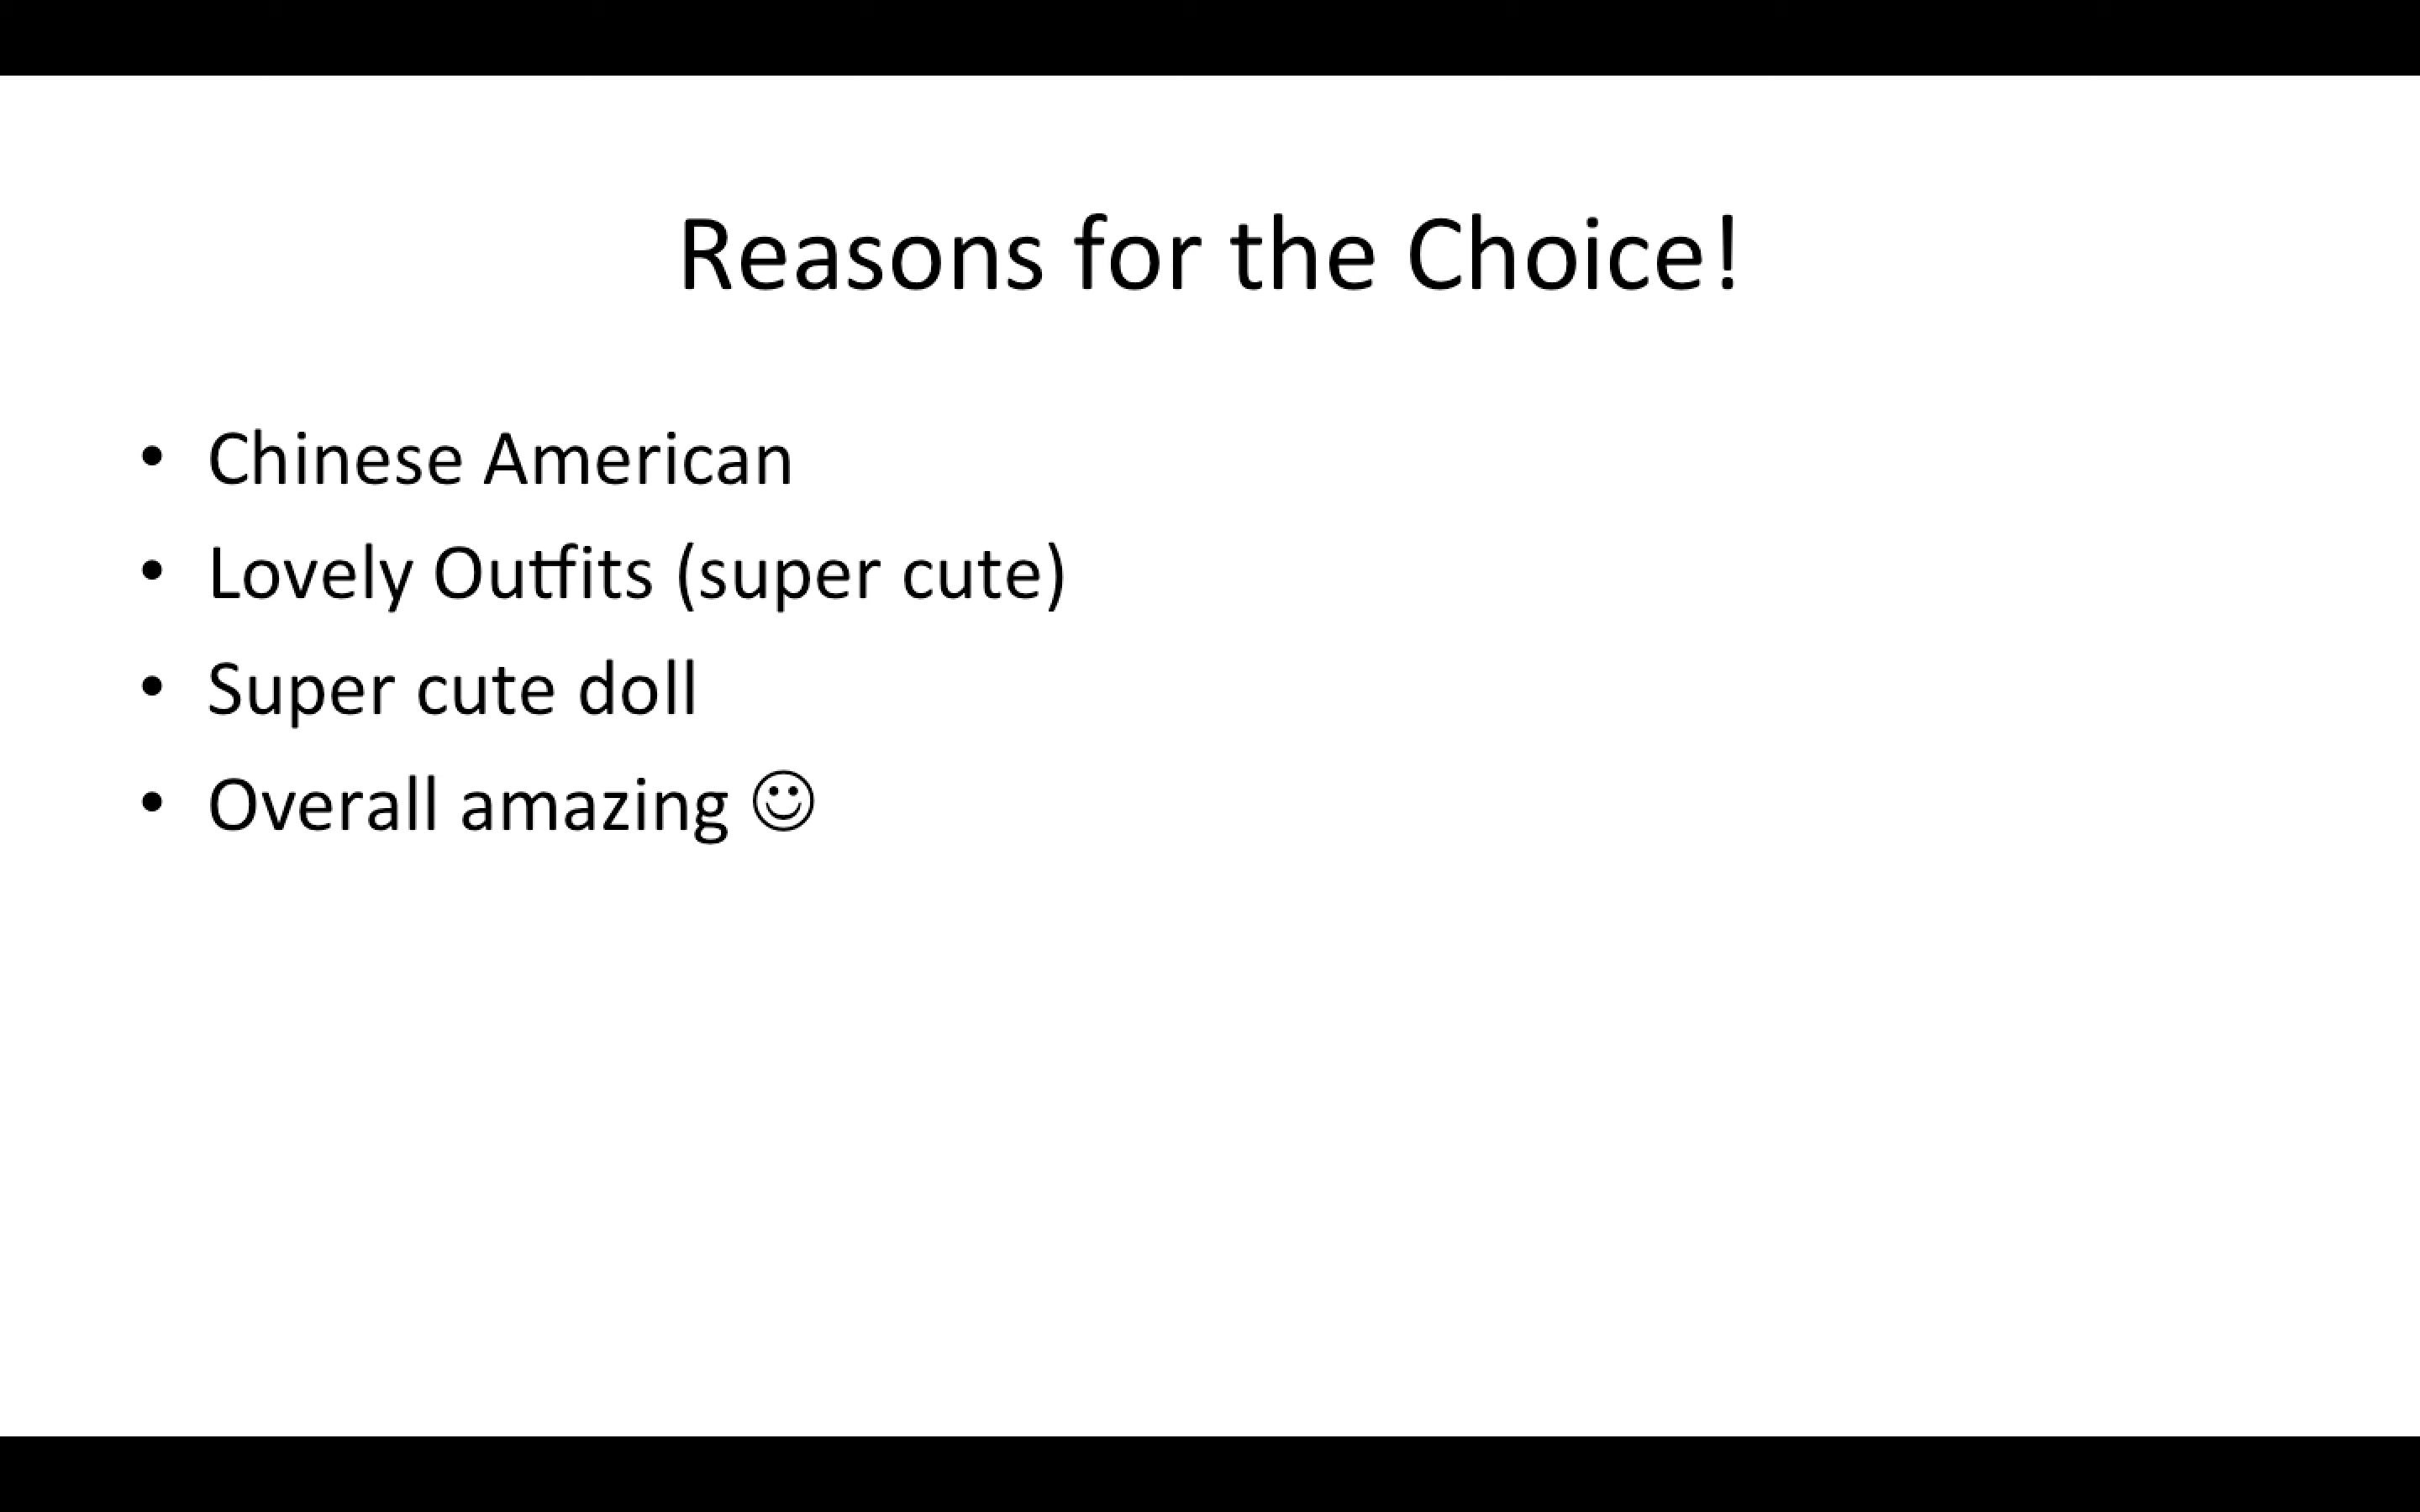 Reasons for the Choice!
• Chinese American
• Lovely Outfits (super cute)
• Super cute doll
• Overall amazing ☺